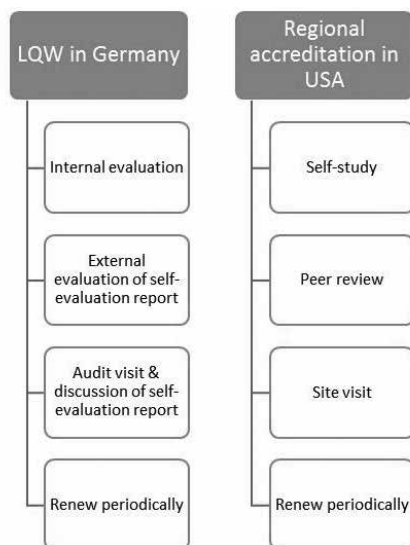 LQW in Germany
Internal evaluation
External
evaluation of self-
evaluation report
Audit visit &
discussion of self-
evaluation report
Renew periodically
Regional
accreditation in
USA
Self-study
Peer review
Site visit
Renew periodically